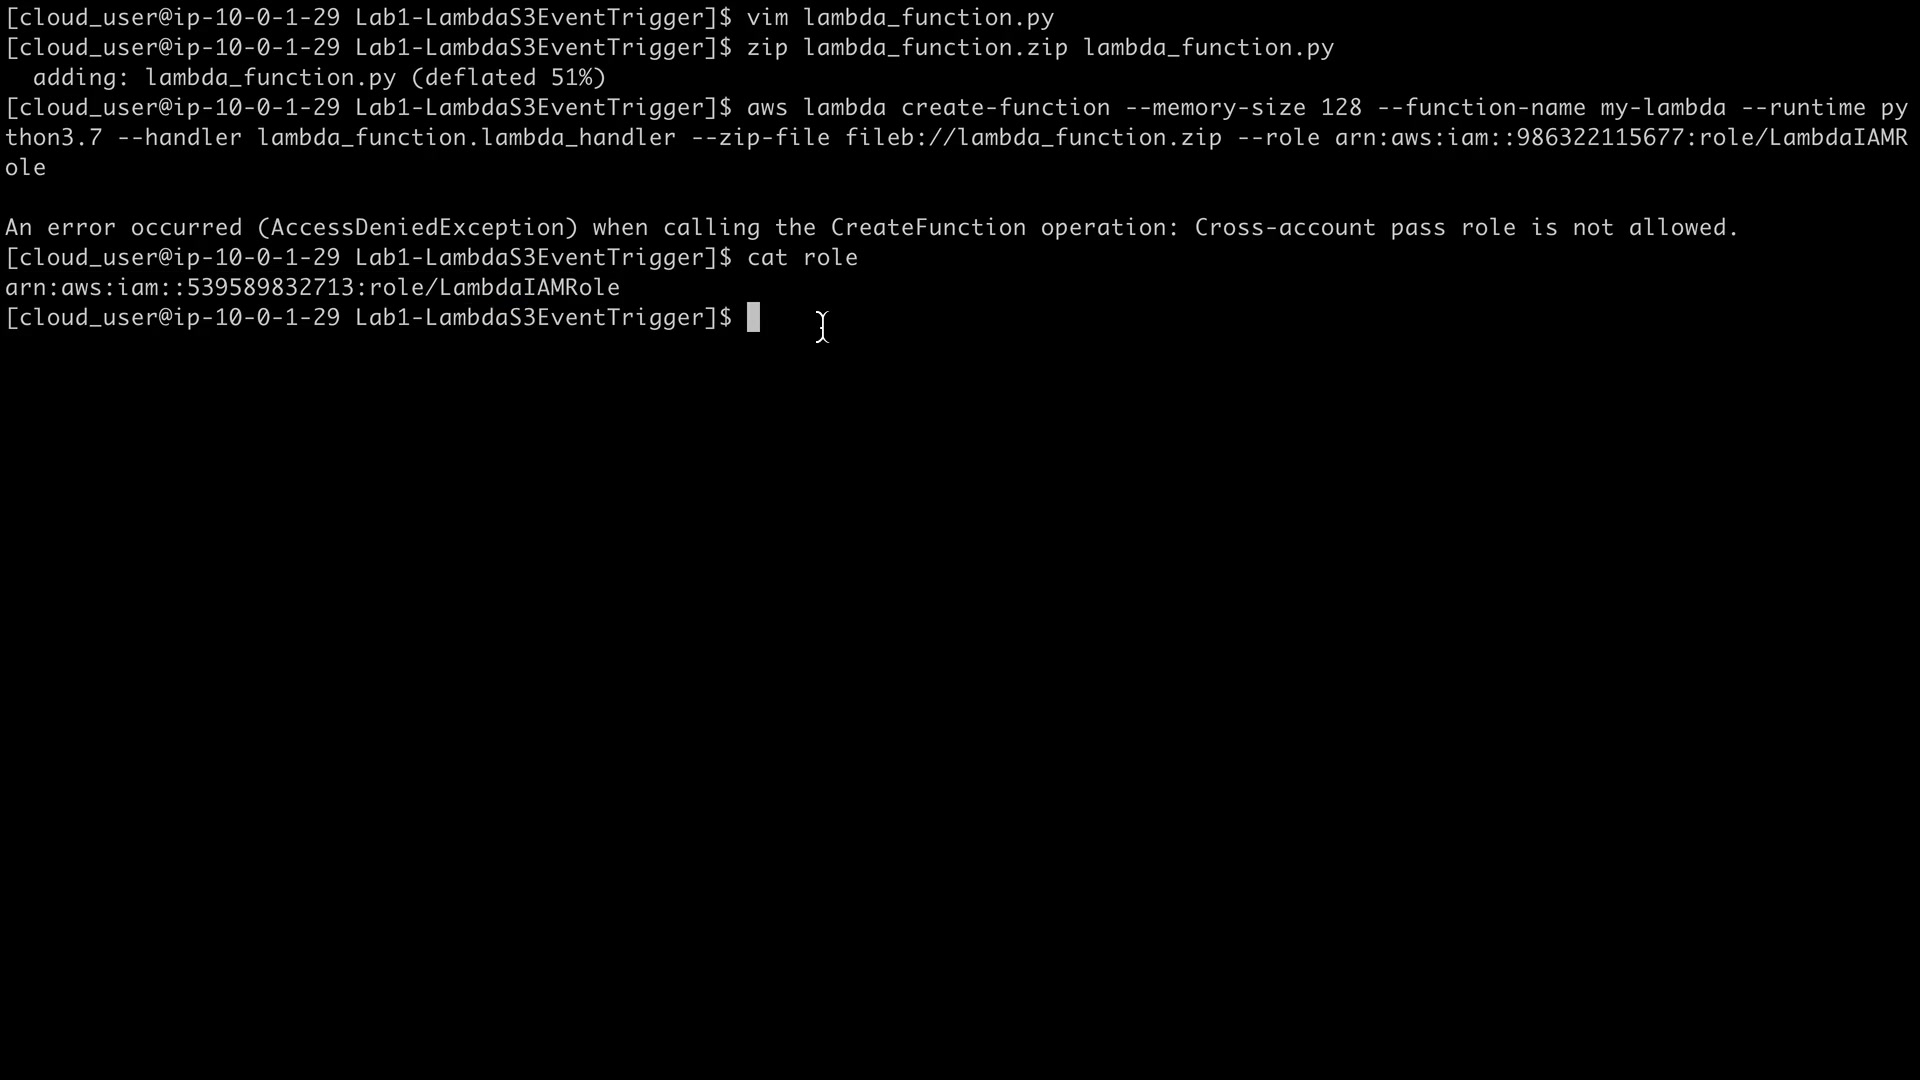 [cloud_user@ip-10-0-1-29 Lab1-LambdaS3EventTrigger]$ vim lambda_function.py
[cloud_user@ip-10-0-1-29 Lab1-LambdaS3EventTrigger]$ zip lambda_function.zip lambda_function.py
  adding: lambda_function.py (deflated 51%)
[cloud_user@ip-10-0-1-29 Lab1-LambdaS3EventTrigger]$ aws lambda create-function --memory-size 128 --function-name my-lambda --runtime py
thon3.7 --handler lambda_function.lambda_handler --zip-file fileb://lambda_function.zip --role arn:aws:iam::986322115677:role/LambdaIAMR
ole
An error occurred (AccessDeniedException) when calling the CreateFunction operation: Cross-account pass role is not allowed.
[cloud_user@ip-10-0-1-29 Lab1-LambdaS3EventTrigger]$ cat role
arn:aws:iam::539589832713:role/LambdaIAMRole
[cloud_user@ip-10-0-1-29 Lab1-LambdaS3EventTrigger]$